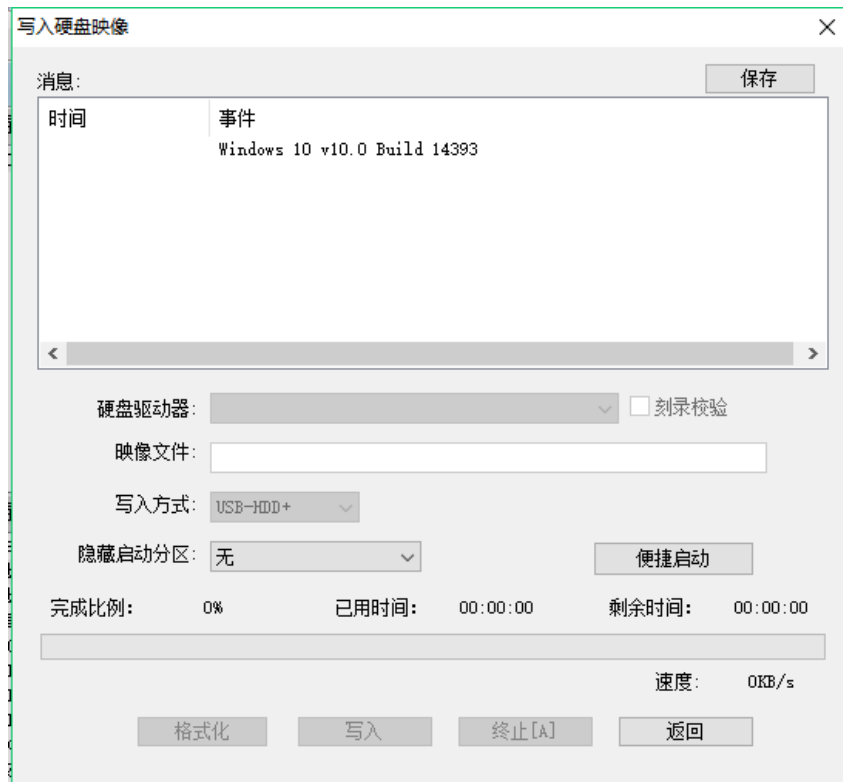 写入硬盘映像
消息:
保存
时间 事件
Windows 10 v10.0 Build 14393
硬盘驱动器:
刻录校验
映像文件:
写入方式: USB-HDD+
隐藏启动分区: 无
便捷启动
完成比例: 0% 已用时间: 00:00:00 剩余时间: 00:00:00
速度: 0KB/s
格式化 写入 终止[A] 返回